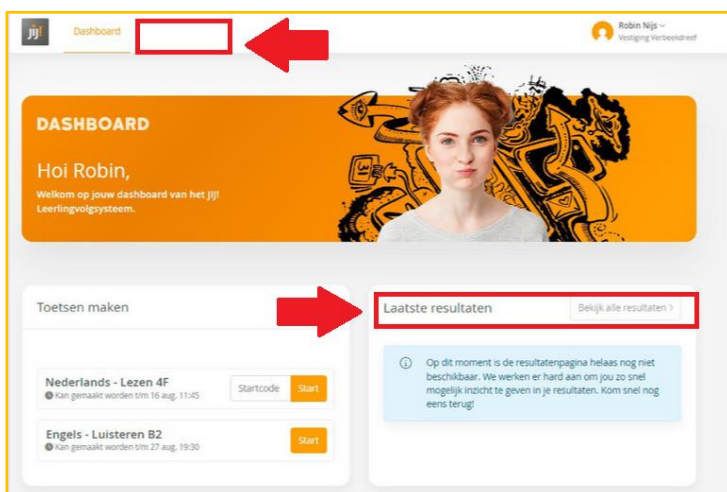 jij!
Dashboard
Robin Nijs
Vestiging Verbeekdreef
DASHBOARD
Hoi Robin,
Welkom op jouw dashboard van het JIJ!
Leerlingvolgsysteem.
Toetsen maken
Nederlands - Lezen 4F
Kan gemaakt worden t/m 16 aug. 11:45
Startcode
Start
Engels - Luisteren B2
Kan gemaakt worden t/m 27 aug. 19:30
Start
Laatste resultaten
Bekijk alle resultaten >
Op dit moment is de resultatenpagina helaas nog niet
beschikbaar. We werken er hard aan om jou zo snel
mogelijk inzicht te geven in je resultaten. Kom snel nog
eens terug!